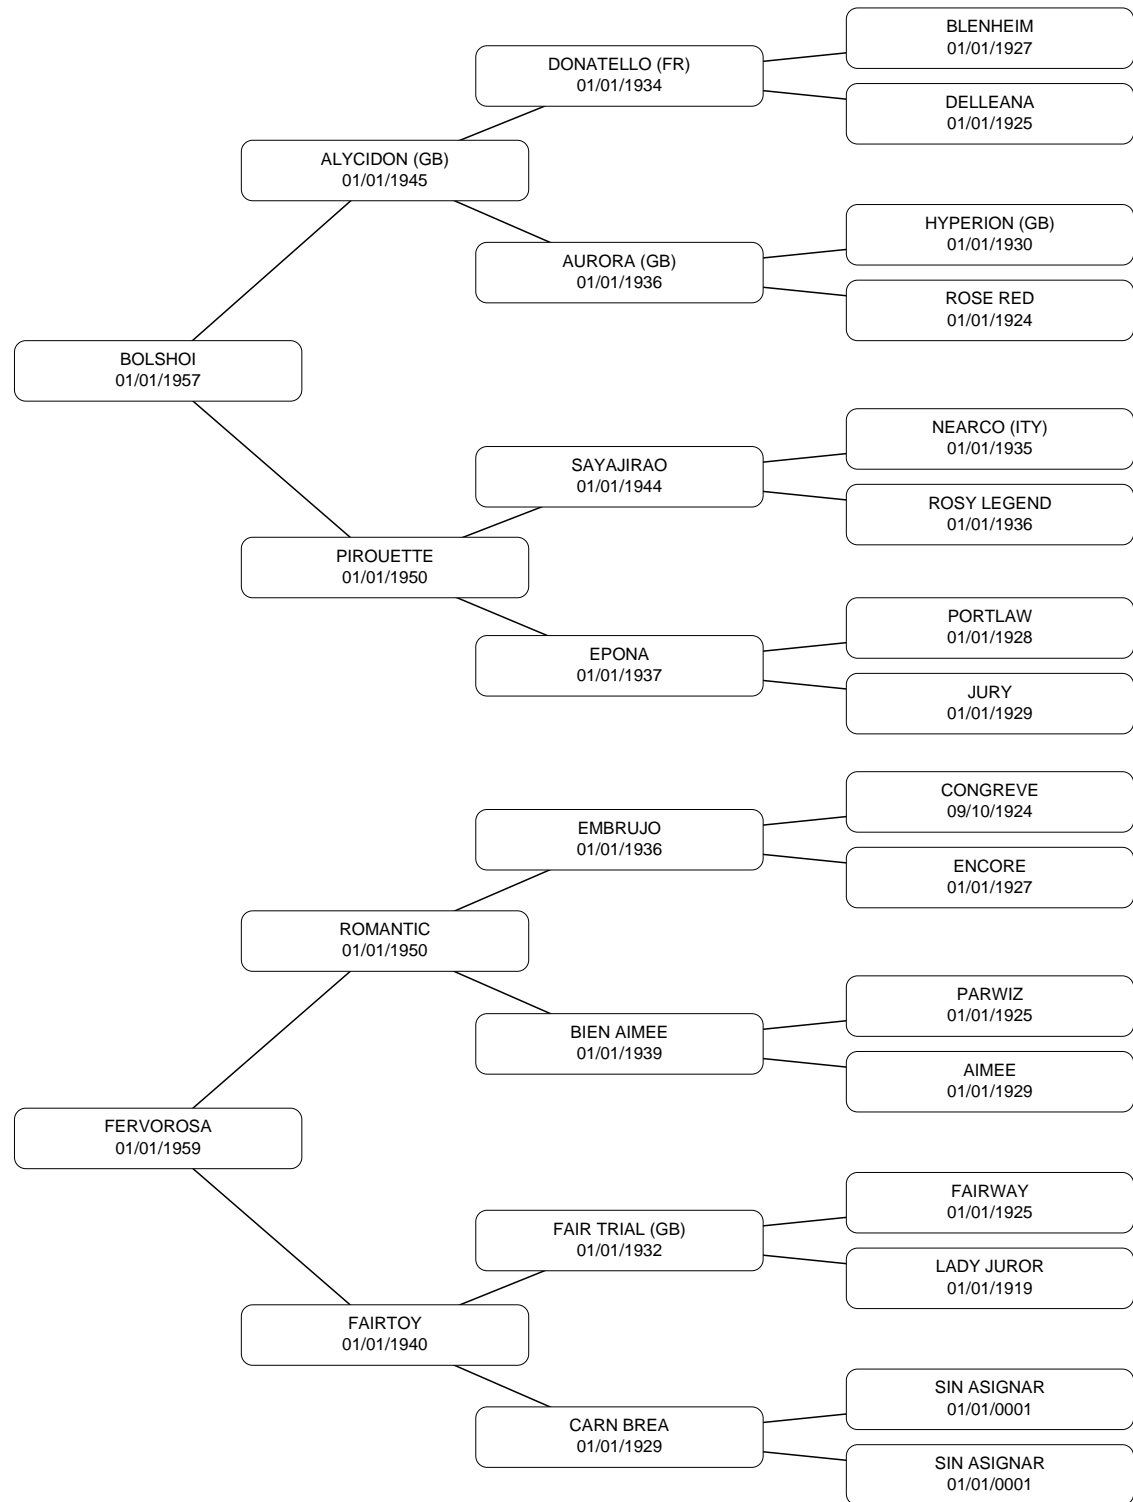 BLENHEIM
01/01/1927
DONATELLO (FR)
01/01/1934
DELLEANA
01/01/1925
ALYCIDON (GB)
01/01/1945
HYPERION (GB)
01/01/1930
AURORA (GB)
01/01/1936
ROSE RED
01/01/1924
BOLSHOI
01/01/1957
NEARCO (ITY)
01/01/1935
SAYAJIRAO
01/01/1944
ROSY LEGEND
01/01/1936
PIROUETTE
01/01/1950
PORTLAW
01/01/1928
EPONA
01/01/1937
JURY
01/01/1929
CONGREVE
09/10/1924
EMBRUJO
01/01/1936
ENCORE
01/01/1927
ROMANTIC
01/01/1950
PARWIZ
01/01/1925
BIEN AIMEE
01/01/1939
AIMEE
01/01/1929
FERVOROSA
01/01/1959
FAIRWAY
01/01/1925
FAIR TRIAL (GB)
01/01/1932
LADY JUROR
01/01/1919
FAIRTOY
01/01/1940
SIN ASIGNAR
01/01/0001
CARN BREA
01/01/1929
SIN ASIGNAR
01/01/0001